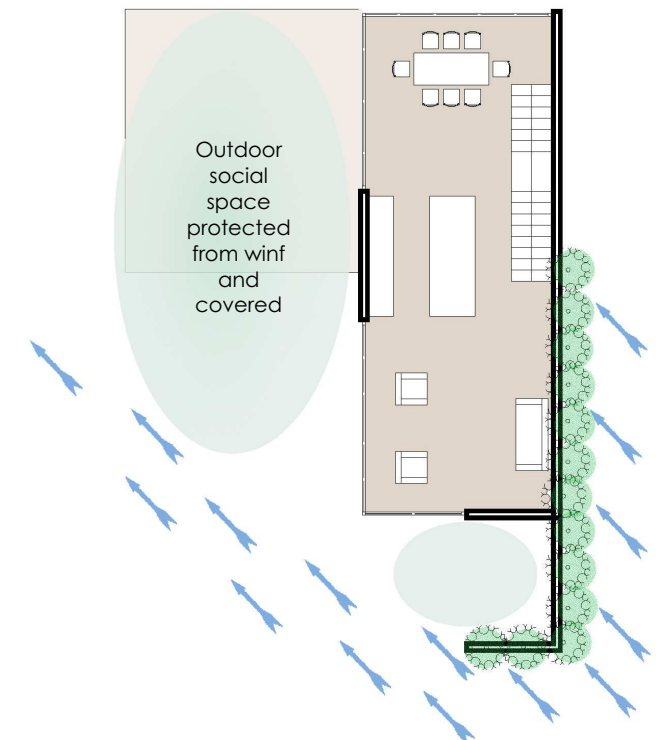 Outdoor
social
space
protected
from winf
and
covered